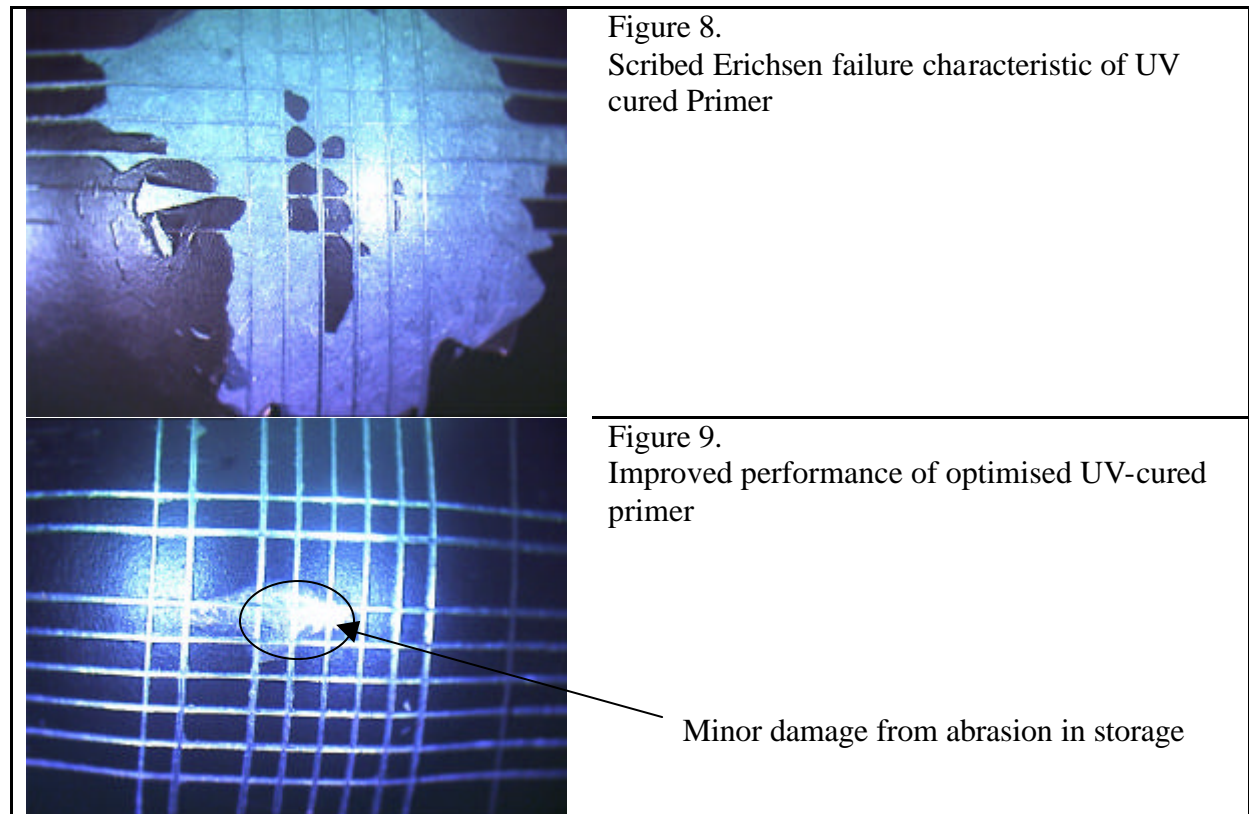 Figure 8.
Scribed Erichsen failure characteristic of UV
cured Primer
Figure 9.
Improved performance of optimised UV-cured
primer
Minor damage from abrasion in storage